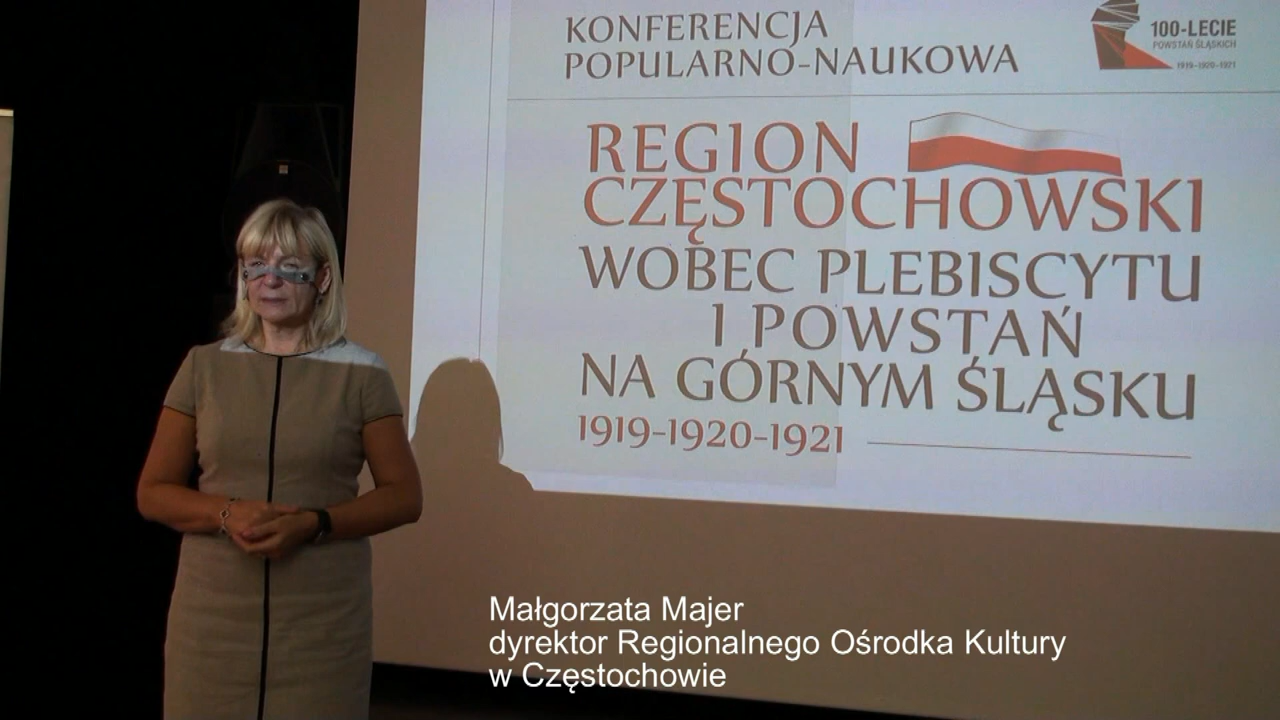 KONFERENCJA
POPULARNO-NAUKOWA
100-LECIE
POWSTAŃ ŚLĄSKICH
1919-1920-1921
REGION
CZĘSTOCHOWSKI
WOBEC PLEBISCYTU
I POWSTAŃ
NA GÓRNYM ŚLĄSKU
1919-1920-1921
Małgorzata Majer
dyrektor Regionalnego Ośrodka Kultury
w Częstochowie